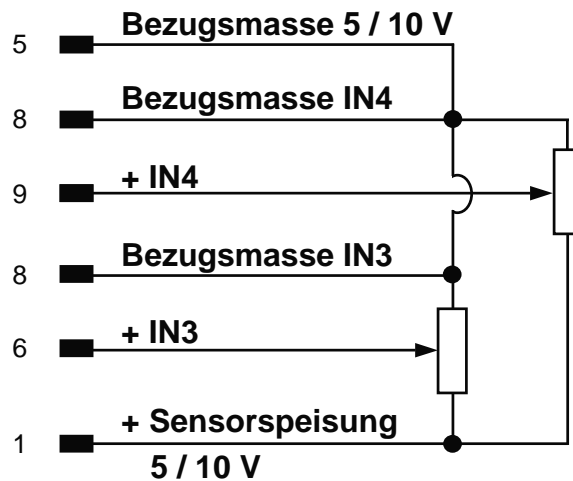 5 Bezugsmasse 5 / 10 V
8 Bezugsmasse IN4
9 + IN4
8 Bezugsmasse IN3
6 + IN3
1 + Sensorspeisung
5 / 10 V